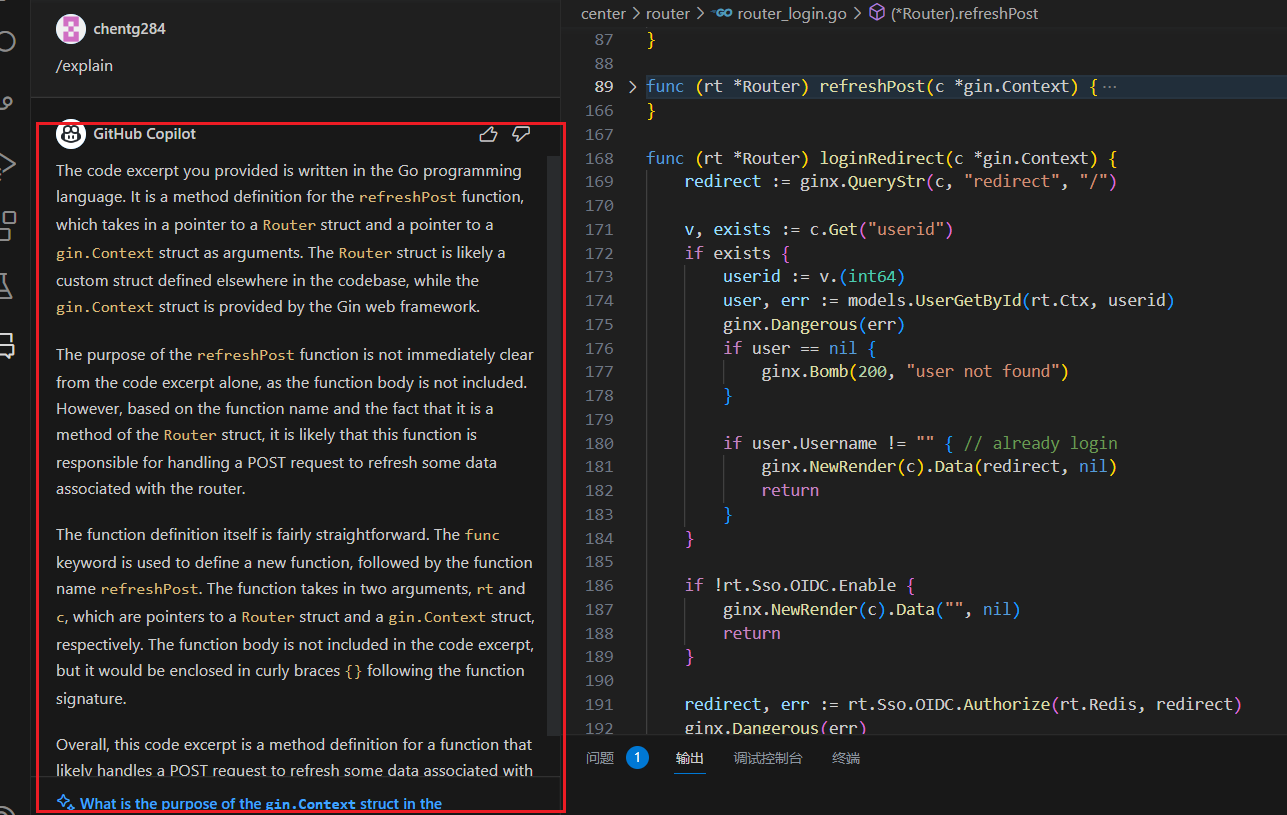 chentg284
/explain
GitHub Copilot
The code excerpt you provided is written in the Go programming
language. It is a method definition for the refreshPost function,
which takes in a pointer to a Router struct and a pointer to a
gin.Context struct as arguments. The Router struct is likely a
custom struct defined elsewhere in the codebase, while the
gin.Context struct is provided by the Gin web framework.
The purpose of the refreshPost function is not immediately clear
from the code excerpt alone, as the function body is not included.
However, based on the function name and the fact that it is a
method of the Router struct, it is likely that this function is
responsible for handling a POST request to refresh some data
associated with the router.
The function definition itself is fairly straightforward. The func
keyword is used to define a new function, followed by the function
name refreshPost. The function takes in two arguments, rt and
c, which are pointers to a Router struct and a gin.Context struct,
respectively. The function body is not included in the code excerpt,
but it would be enclosed in curly braces {} following the function
signature.
Overall, this code excerpt is a method definition for a function that
likely handles a POST request to refresh some data associated with
What is the purpose of the gin.Context struct in the
center > router > GO router_login.go > (*Router).refreshPost
87 }
88
89 > func (rt *Router) refreshPost(c *gin.Context) { ···
166 }
167
168 func (rt *Router) loginRedirect(c *gin.Context) {
169 redirect := ginx.QueryStr(c, "redirect", "/")
170
171 v, exists := c.Get("userid")
172 if exists {
173 userid := v.(int64)
174 user, err := models.UserGetById(rt.Ctx, userid)
175 ginx.Dangerous(err)
176 if user == nil {
177 ginx.Bomb(200, "user not found")
178 }
179
180 if user.Username != "" { // already login
181 ginx.NewRender(c).Data(redirect, nil)
182 return
183 }
184 }
185
186 if !rt.Sso.OIDC.Enable {
187 ginx.NewRender(c).Data("", nil)
188 return
189 }
190
191 redirect, err := rt.Sso.OIDC.Authorize(rt.Redis, redirect)
192 ginx.Dangerous(err)
问题 1 输出 调试控制台 终端